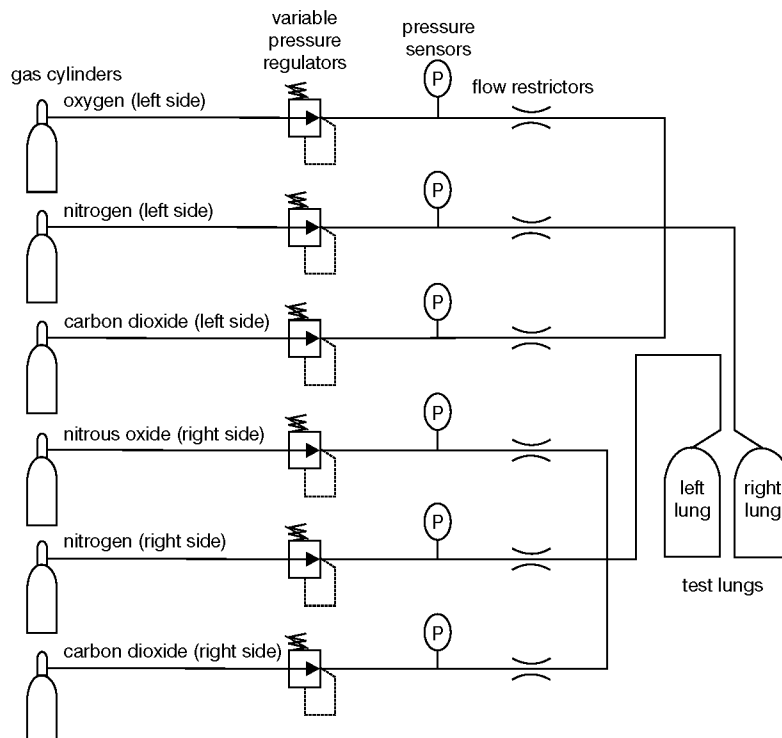 variable
pressure
regulators
pressure
sensors
gas cylinders
flow restrictors
oxygen (left side)
P
nitrogen (left side)
P
carbon dioxide (left side)
P
nitrous oxide (right side)
P
left
lung
right
lung
nitrogen (right side)
P
test lungs
carbon dioxide (right side)
P